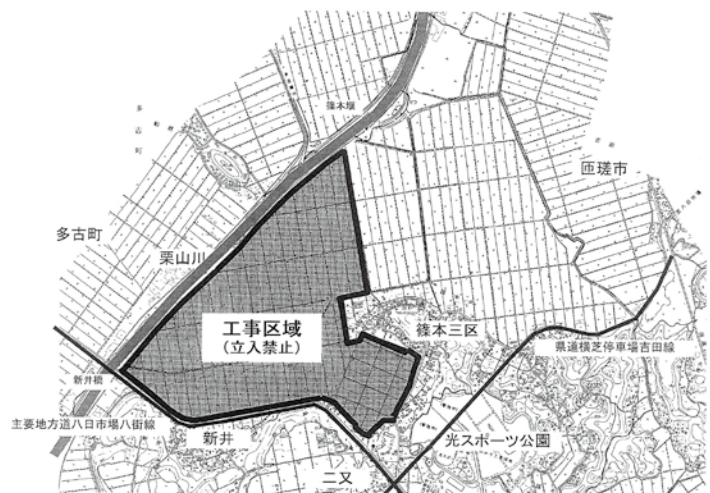 篠本堰
多古町
匝瑳市
多古町
栗山川
工事区域
(立入禁止)
篠本三区
県道横芝停車場吉田線
新井橋
主要地方道八日市場八街線
新井
光スポーツ公園
二又